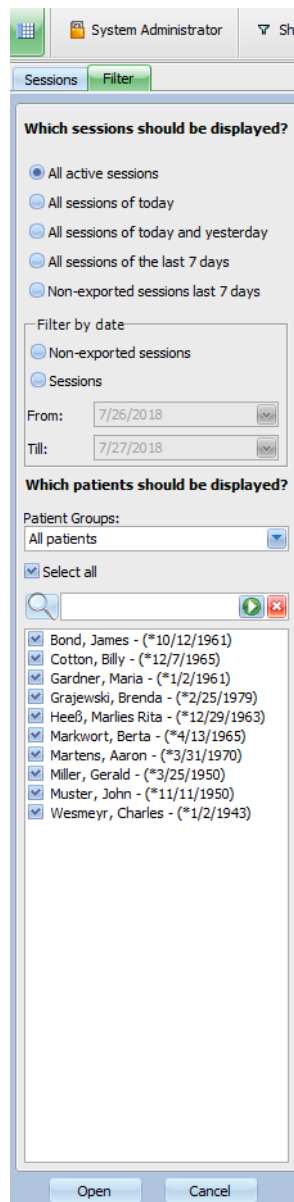 System Administrator
Sh
Sessions
Filter
Which sessions should be displayed?
All active sessions
All sessions of today
All sessions of today and yesterday
All sessions of the last 7 days
Non-exported sessions last 7 days
Filter by date
Non-exported sessions
Sessions
From: 7/26/2018
Till: 7/27/2018
Which patients should be displayed?
Patient Groups:
All patients
Select all
Bond, James - (*10/12/1961)
Cotton, Billy - (*12/7/1965)
Gardner, Maria - (*1/2/1961)
Grajewski, Brenda - (*2/25/1979)
Heeß, Marlies Rita - (*12/29/1963)
Markwort, Berta - (*4/13/1965)
Martens, Aaron - (*3/31/1970)
Miller, Gerald - (*3/25/1950)
Muster, John - (*11/11/1950)
Wesmeyr, Charles - (*1/2/1943)
Open
Cancel